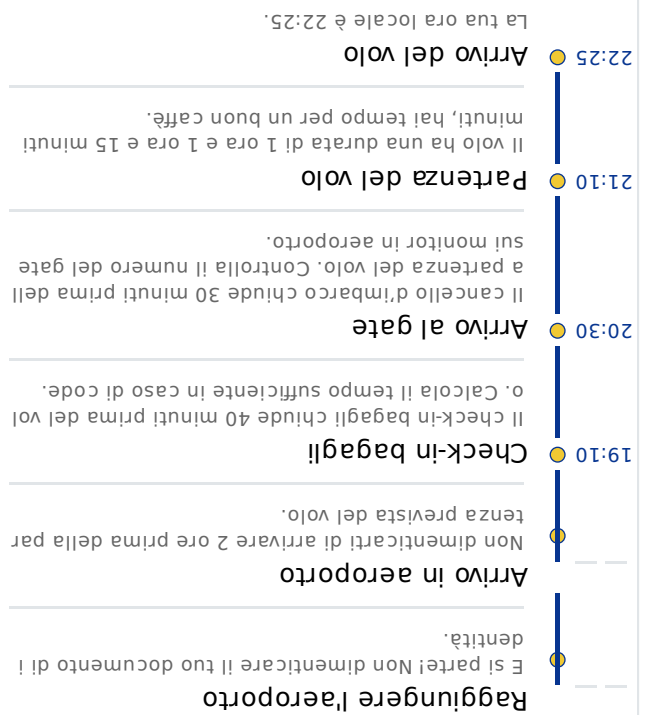 Raggiungere l'aeroporto
E si parte! Non dimenticare il tuo documento di i
dentità.
Arrivo in aeroporto
Non dimenticarti di arrivare 2 ore prima della par
tenza prevista del volo.
19:10 Check-in bagagli
Il check-in bagagli chiude 40 minuti prima del vol
o. Calcola il tempo sufficiente in caso di code.
20:30 Arrivo al gate
Il cancello d'imbarco chiude 30 minuti prima dell
a partenza del volo. Controlla il numero del gate
sui monitor in aeroporto.
21:10 Partenza del volo
Il volo ha una durata di 1 ora e 1 ora e 15 minuti
minuti, hai tempo per un buon caffè.
22:25 Arrivo del volo
La tua ora locale è 22:25.